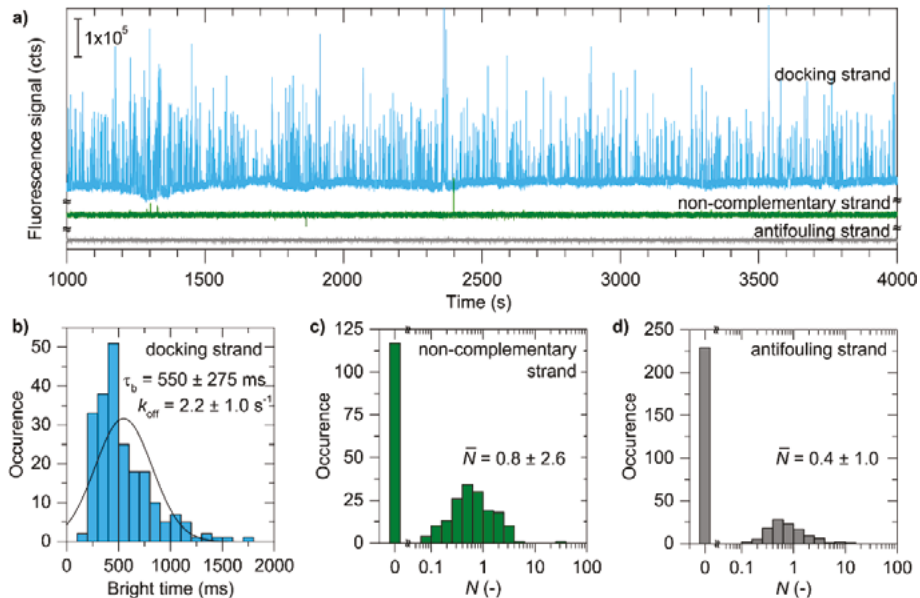 a)
1x10⁵
Fluorescence signal (cts)
docking strand
non-complementary strand
antifouling strand
1000 1500 2000 2500 3000 3500 4000
Time (s)
b)
docking strand
τb = 550 ± 275 ms
koff = 2.2 ± 1.0 s⁻¹
Occurence
50
40
30
20
10
0
0 500 1000 1500 2000
Bright time (ms)
c)
non-complementary
strand
N̅ = 0.8 ± 2.6
Occurence
125
100
75
50
25
0
0 0.1 1 10 100
N (-)
d)
antifouling strand
N̅ = 0.4 ± 1.0
Occurence
250
200
150
100
50
0
0 0.1 1 10 100
N (-)